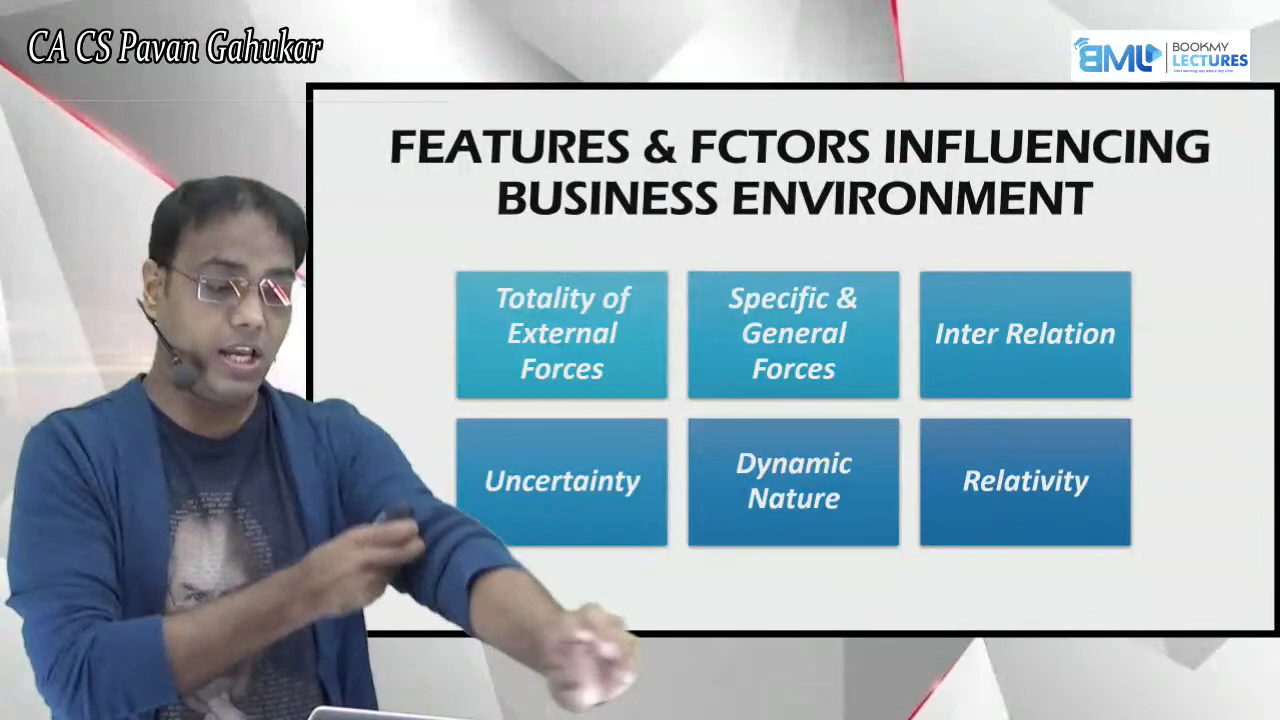 CA CS Pavan Gahukar
BML
BOOKMY
LECTURES
FEATURES & FCTORS INFLUENCING
BUSINESS ENVIRONMENT
Totality of
External
Forces
Specific &
General
Forces
Inter Relation
Uncertainty
Dynamic
Nature
Relativity